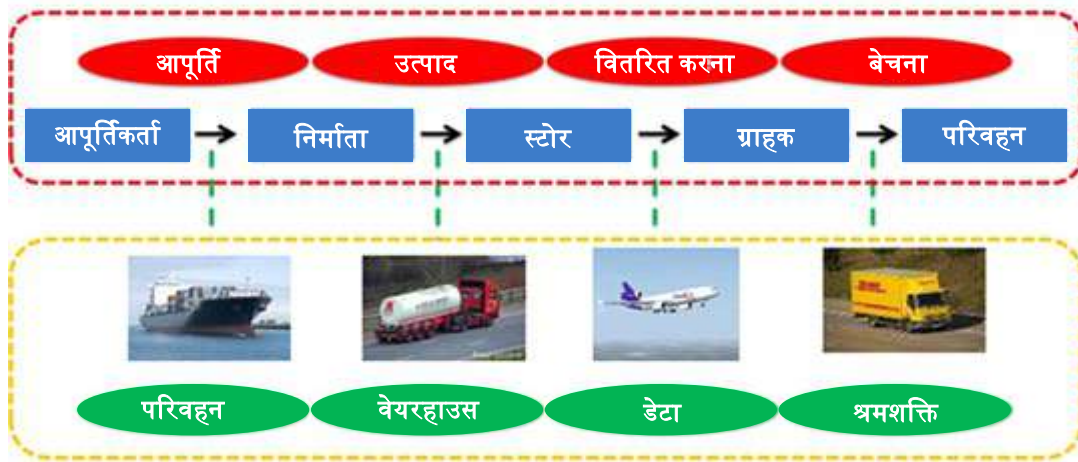 आपूर्ति उत्पाद वितरित करना बेचना
आपूर्तिकर्ता निर्माता स्टोर ग्राहक परिवहन
परिवहन वेयरहाउस डेटा श्रमशक्ति